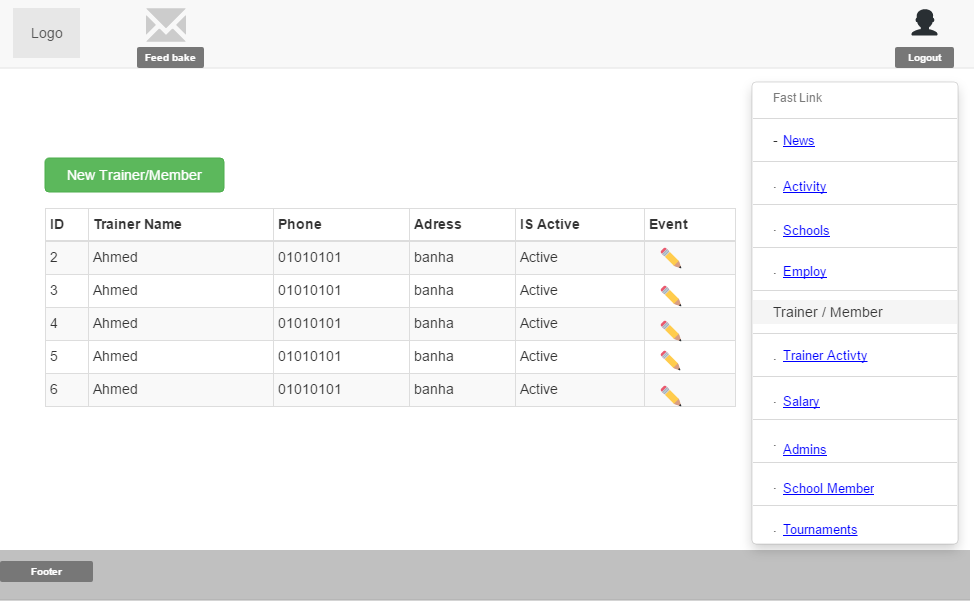 Logo
Feed bake
Logout
Fast Link
- News
· Activity
· Schools
· Employ
Trainer / Member
. Trainer Activty
· Salary
· Admins
· School Member
. Tournaments
New Trainer/Member
ID Trainer Name Phone Adress IS Active Event
2 Ahmed 01010101 banha Active
3 Ahmed 01010101 banha Active
4 Ahmed 01010101 banha Active
5 Ahmed 01010101 banha Active
6 Ahmed 01010101 banha Active
Footer